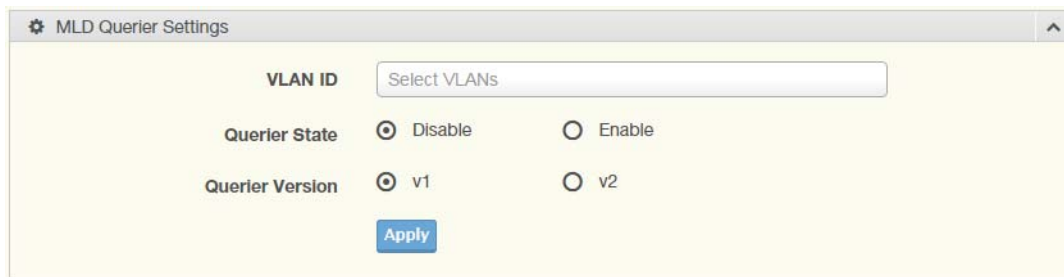 MLD Querier Settings
VLAN ID Select VLANs
Querier State Disable Enable
Querier Version v1 v2
Apply